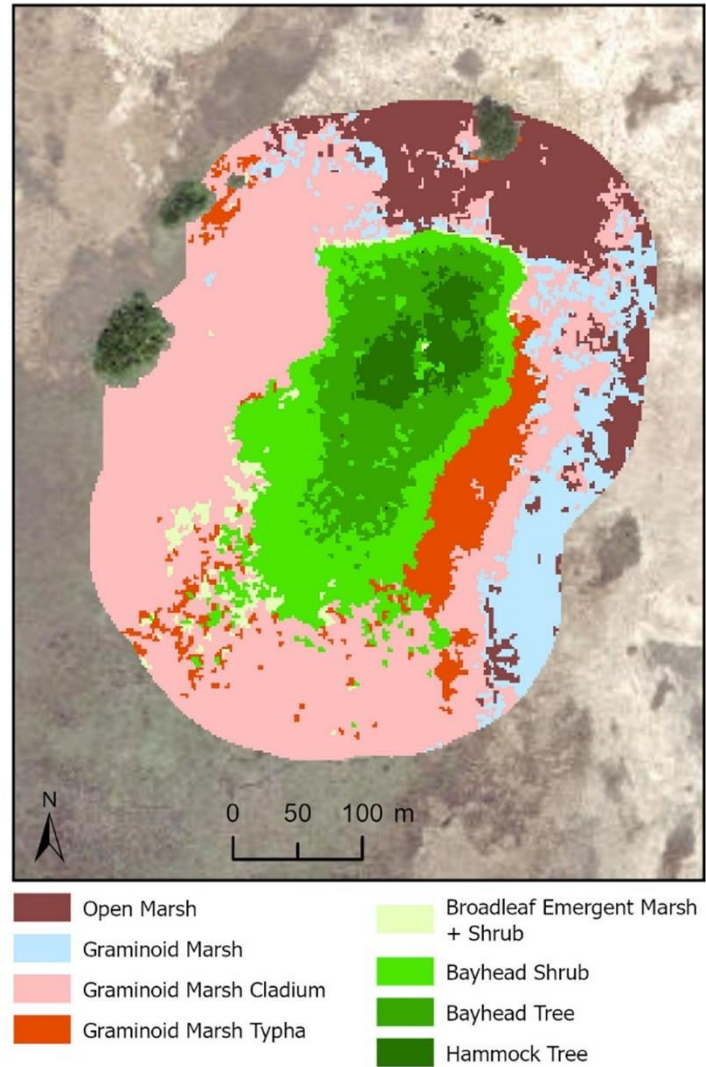 N
0 50 100 m
Open Marsh
Graminoid Marsh
Graminoid Marsh Cladium
Graminoid Marsh Typha
Broadleaf Emergent Marsh
+ Shrub
Bayhead Shrub
Bayhead Tree
Hammock Tree